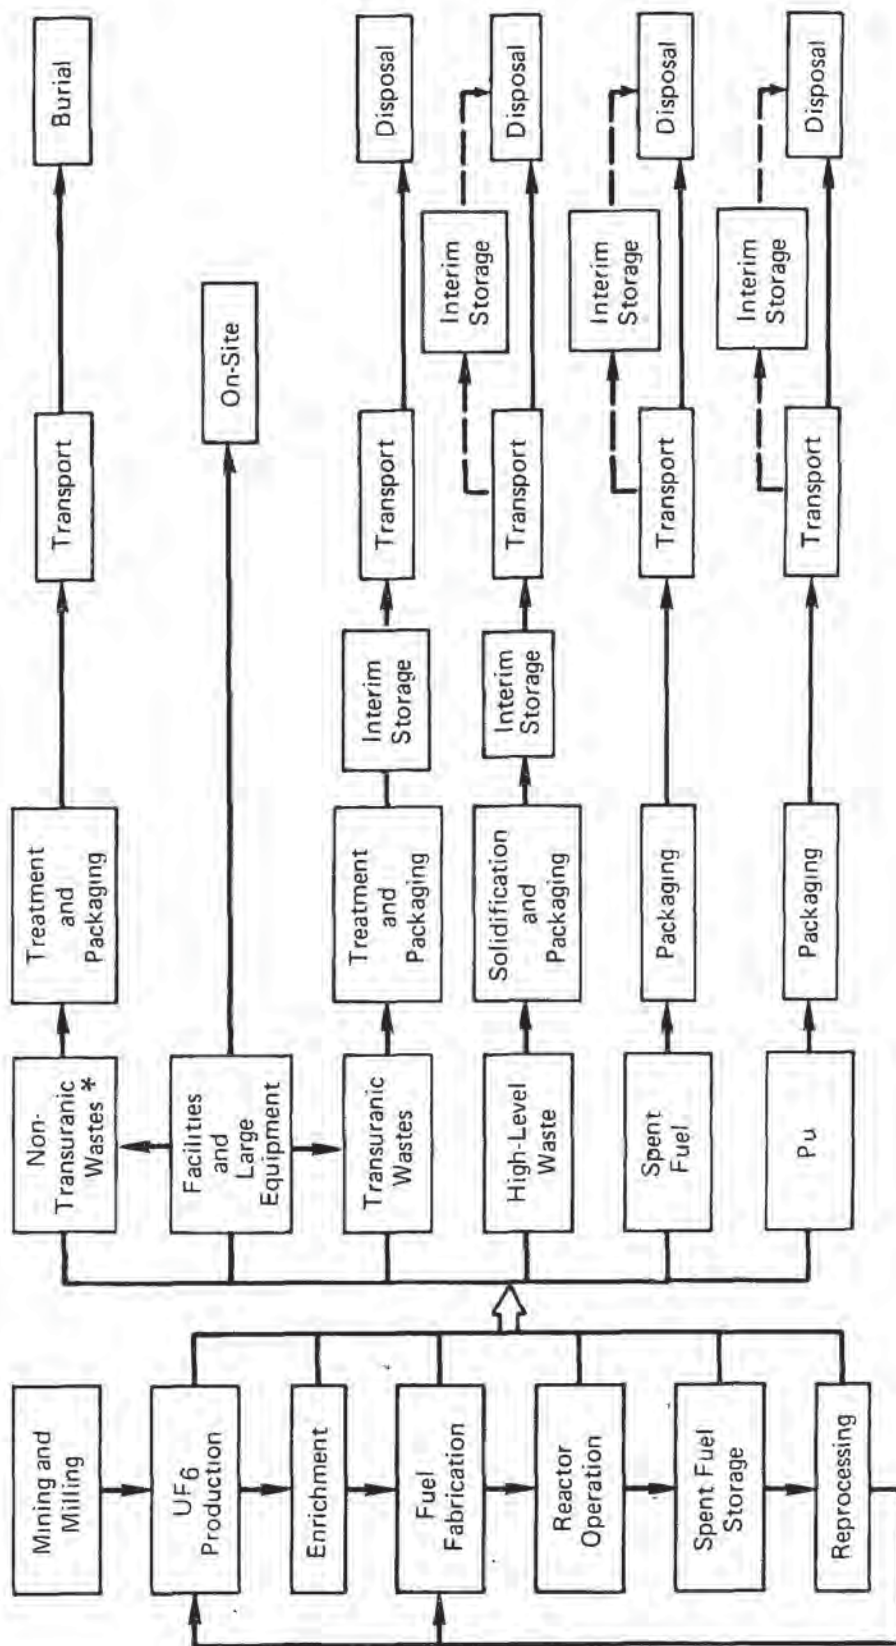 Mining and
Milling
UF6
Production
Enrichment
Fuel
Fabrication
Reactor
Operation
Spent Fuel
Storage
Reprocessing
Non-
Transuranic
Wastes *
Treatment
and
Packaging
Transport
Burial
Facilities
and
Large
Equipment
On-Site
Transuranic
Wastes
Treatment
and
Packaging
Interim
Storage
Transport
Disposal
High-Level
Waste
Solidification
and
Packaging
Interim
Storage
Transport
Interim
Storage
Disposal
Spent
Fuel
Packaging
Transport
Interim
Storage
Disposal
Pu
Packaging
Transport
Interim
Storage
Disposal